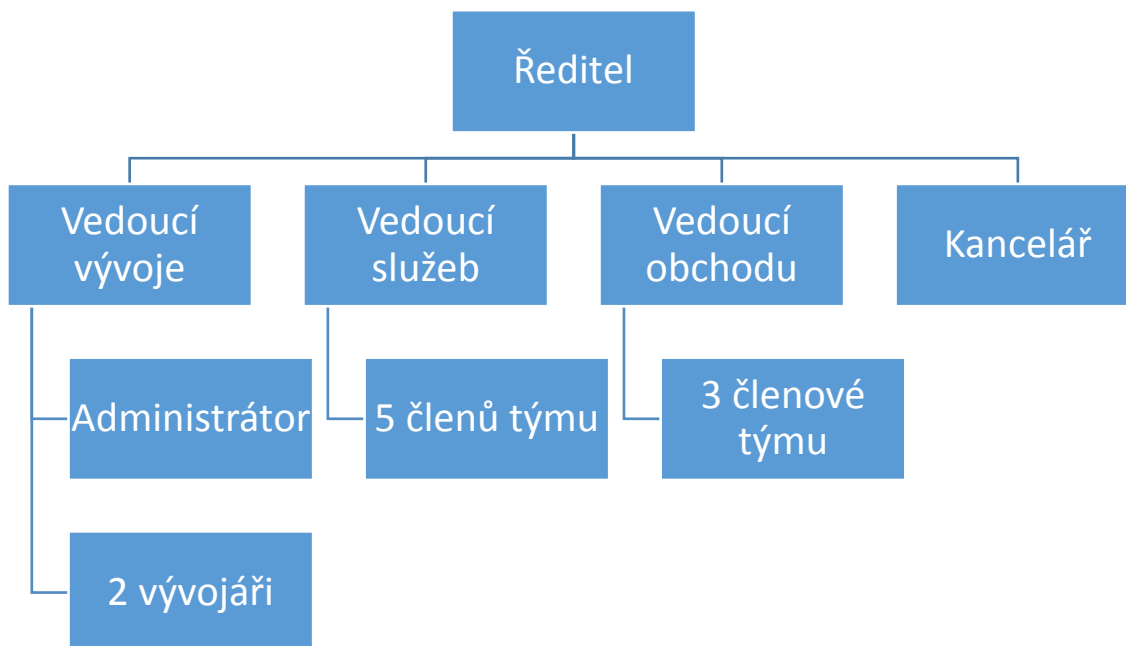 Ředitel
Vedoucí
vývoje
Vedoucí
služeb
Vedoucí
obchodu
Kancelář
Administrátor
5 členů týmu
3 členové
týmu
2 vývojáři